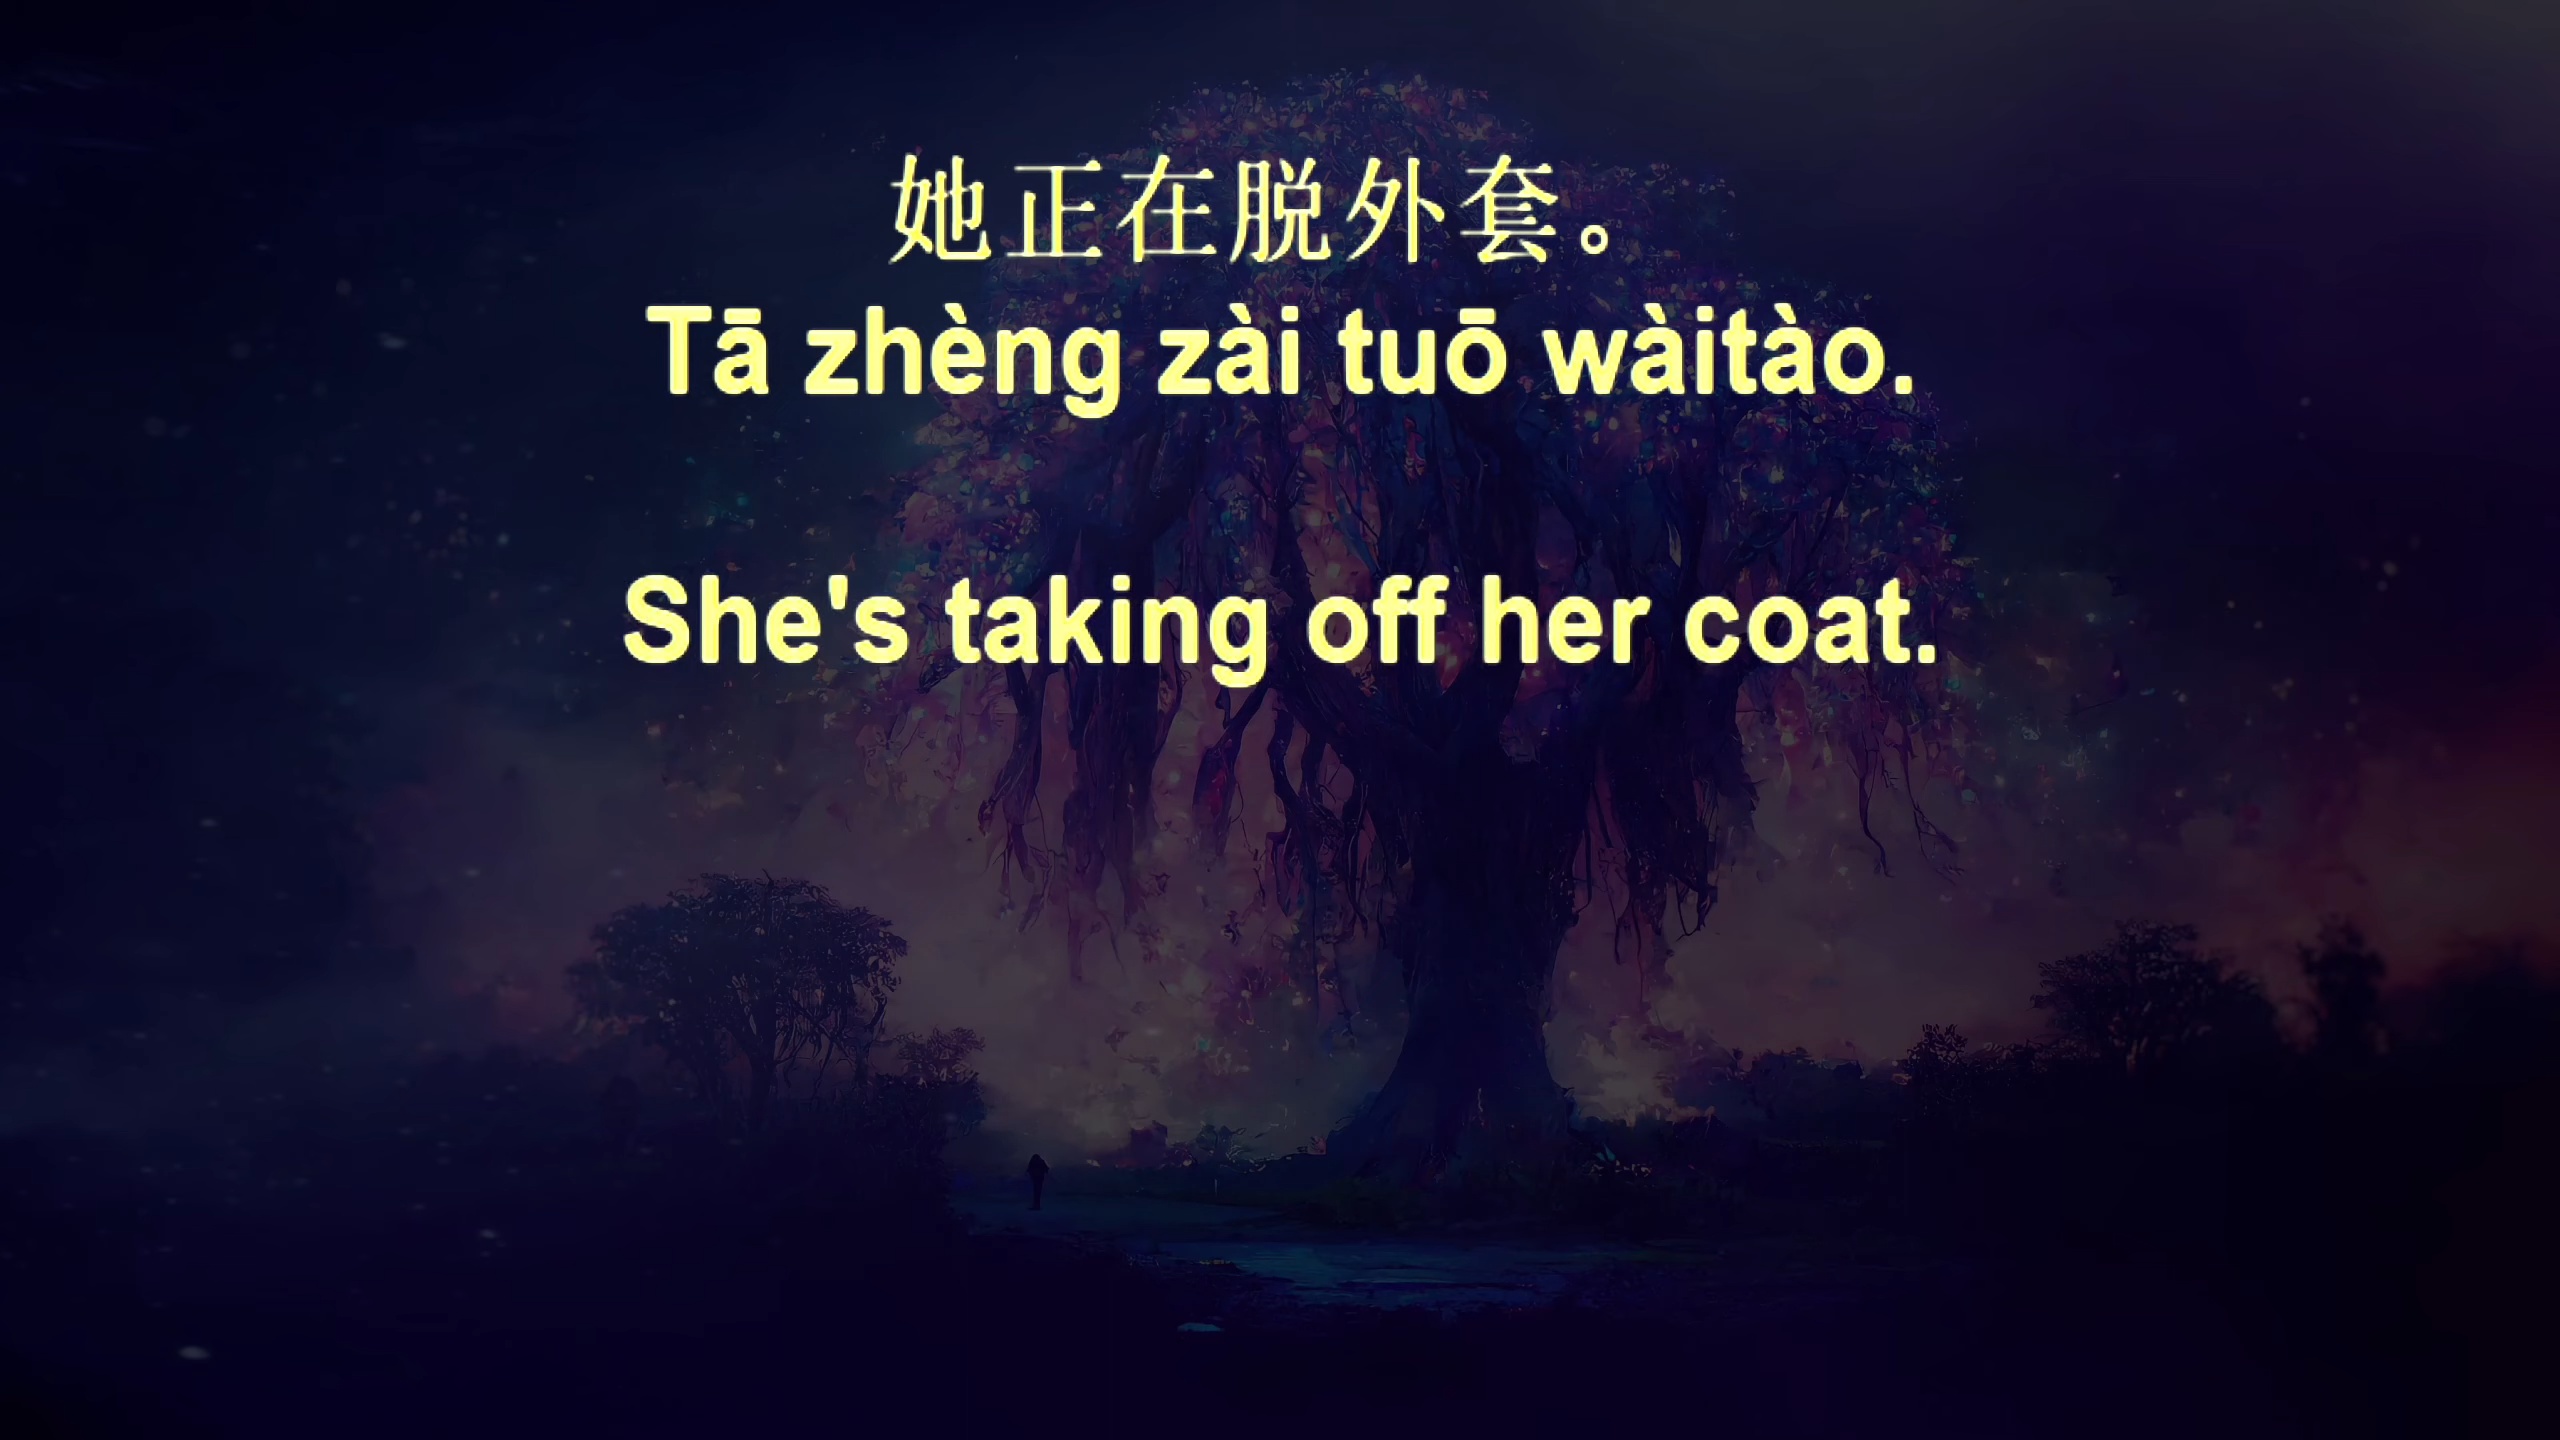 她正在脱外套。
Tā zhèng zài tuō wàitào.
She's taking off her coat.